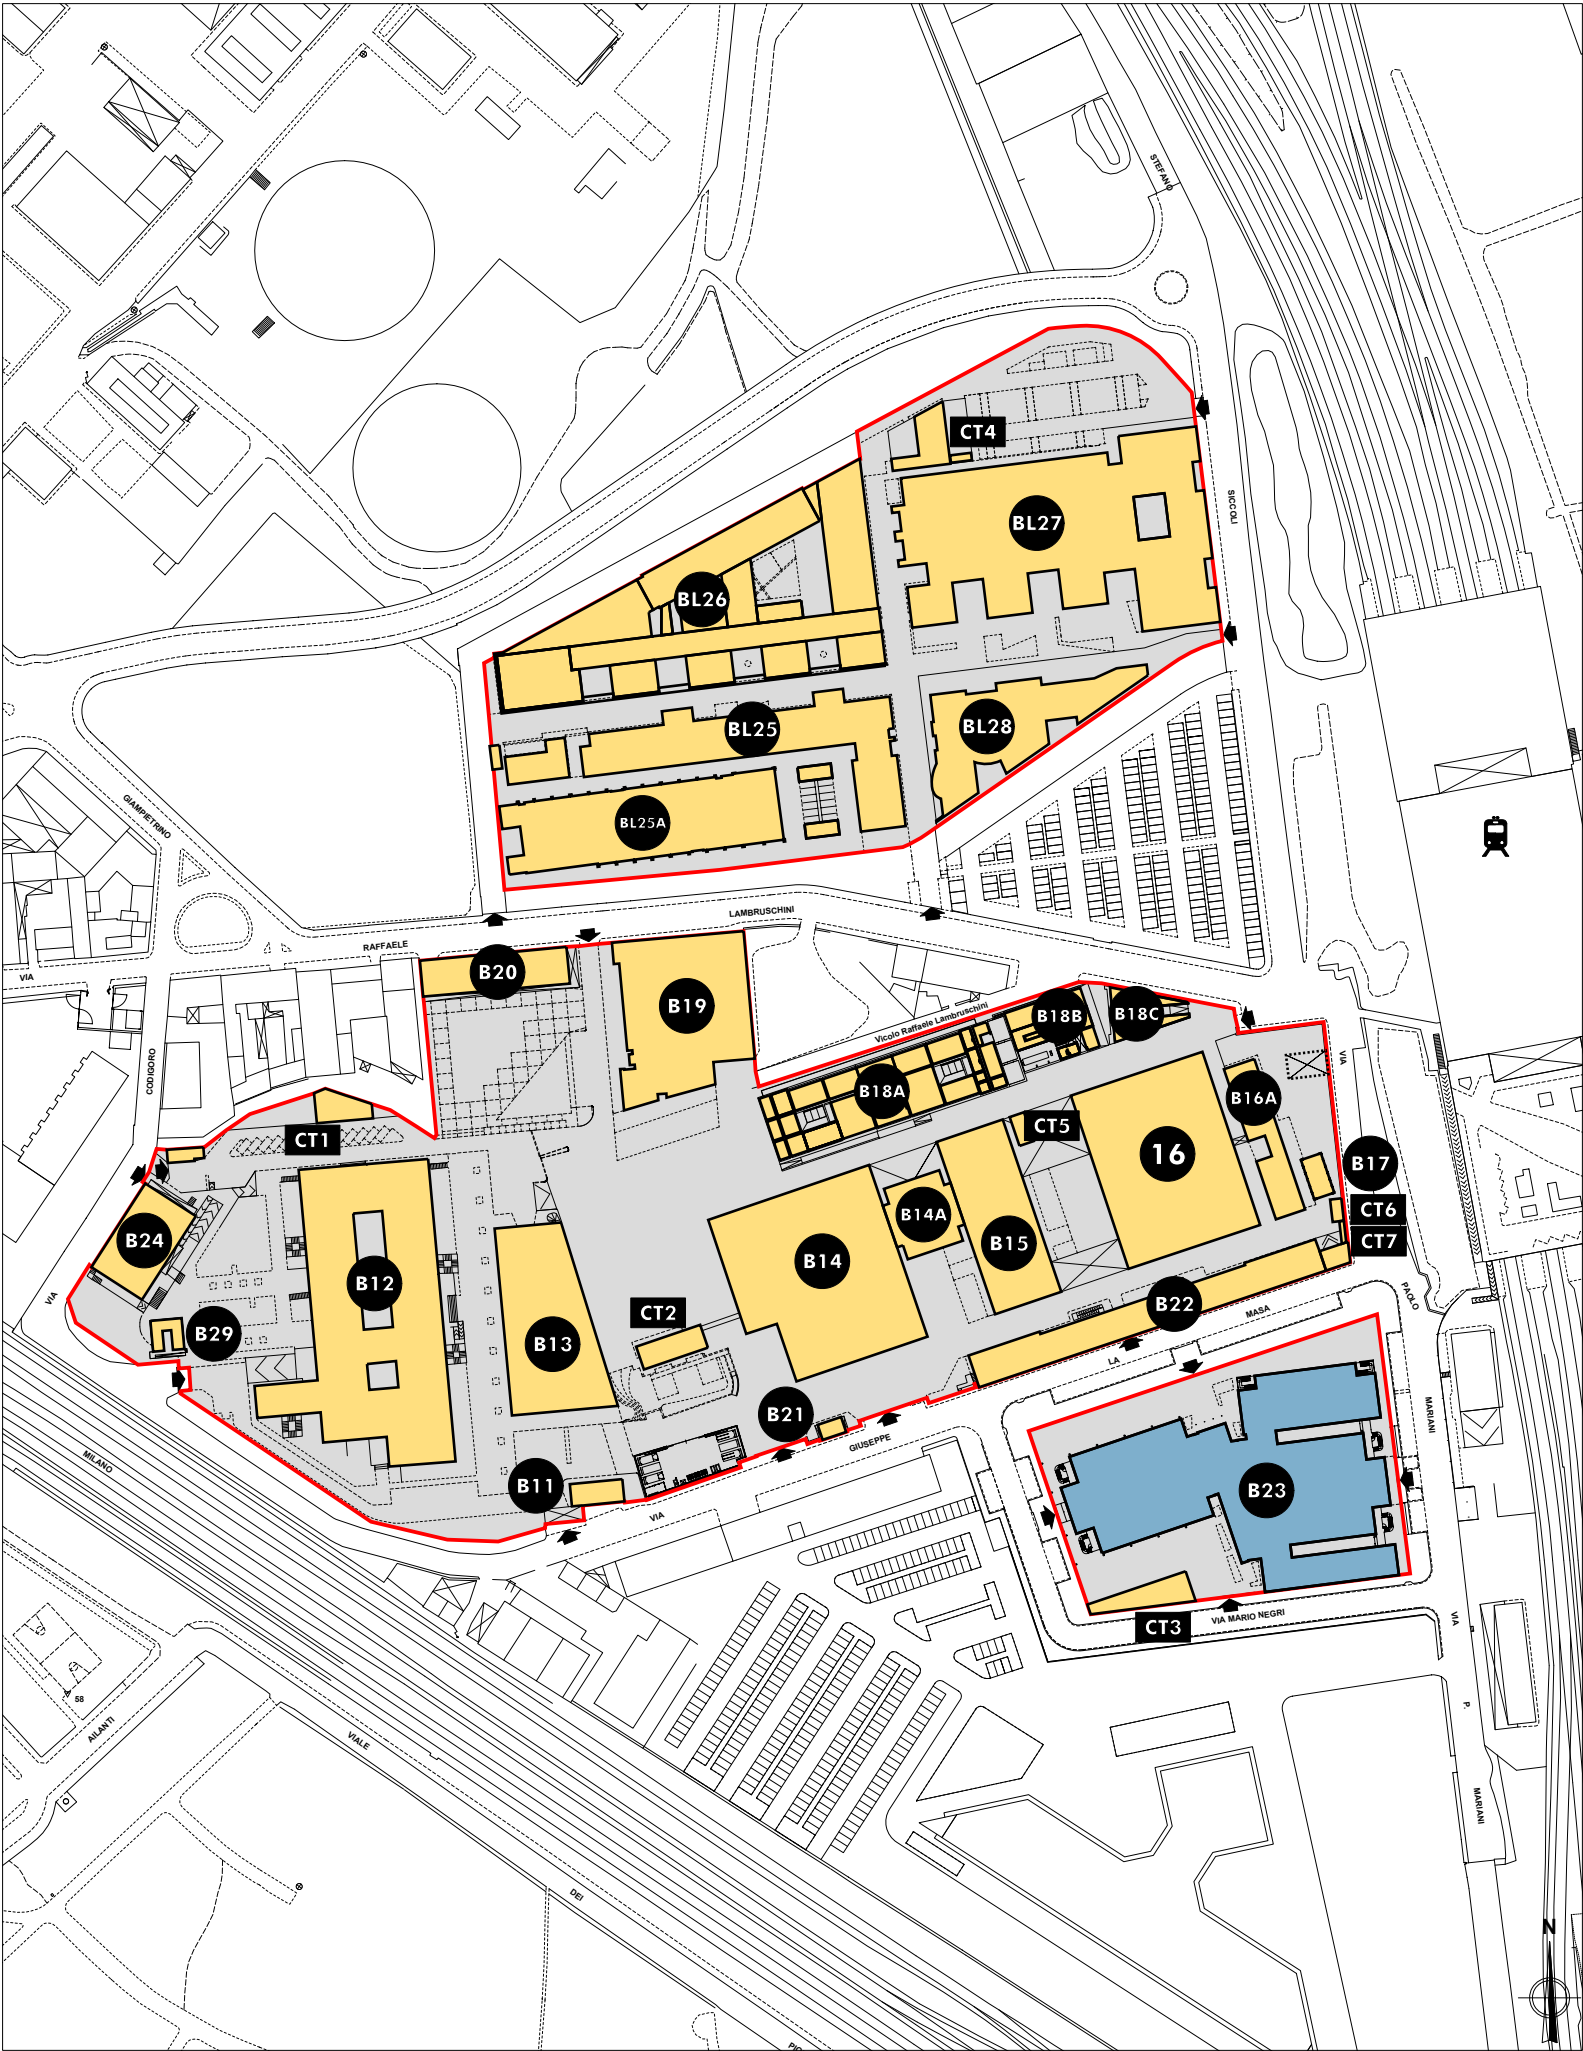 STEFANO
CT4
SICCOLI
BL27
BL26
BL28
BL25
GIAMPIETRINO
BL25A
LAMBRUSCHINI
RAFFAELE
VIA
B20
B19
Vicolo Raffaele Lambruschini
B18B
B18C
VIA
CODIGORO
B18A
B16A
CT5
CT1
16
B17
CT6
B14A
B24
CT7
B15
B14
B12
VIA
PAOLO
B22
MASA
CT2
B29
B13
LA
MARIANI
B21
GIUSEPPE
MILANO
B11
B23
VIA
VIA MARIO NEGRI
CT3
VIA
58
P.
AILANTI
VIALE
MARIANI
DEI
N